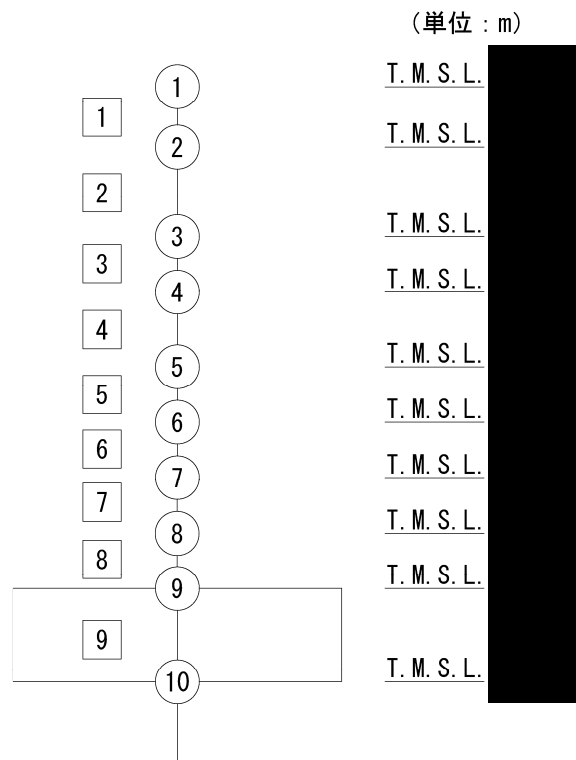 (単位:m)
① T.M.S.L.
1
② T.M.S.L.
2
③ T.M.S.L.
3
④ T.M.S.L.
4
⑤ T.M.S.L.
5
⑥ T.M.S.L.
6
⑦ T.M.S.L.
7
⑧ T.M.S.L.
8
⑨ T.M.S.L.
9
⑩ T.M.S.L.